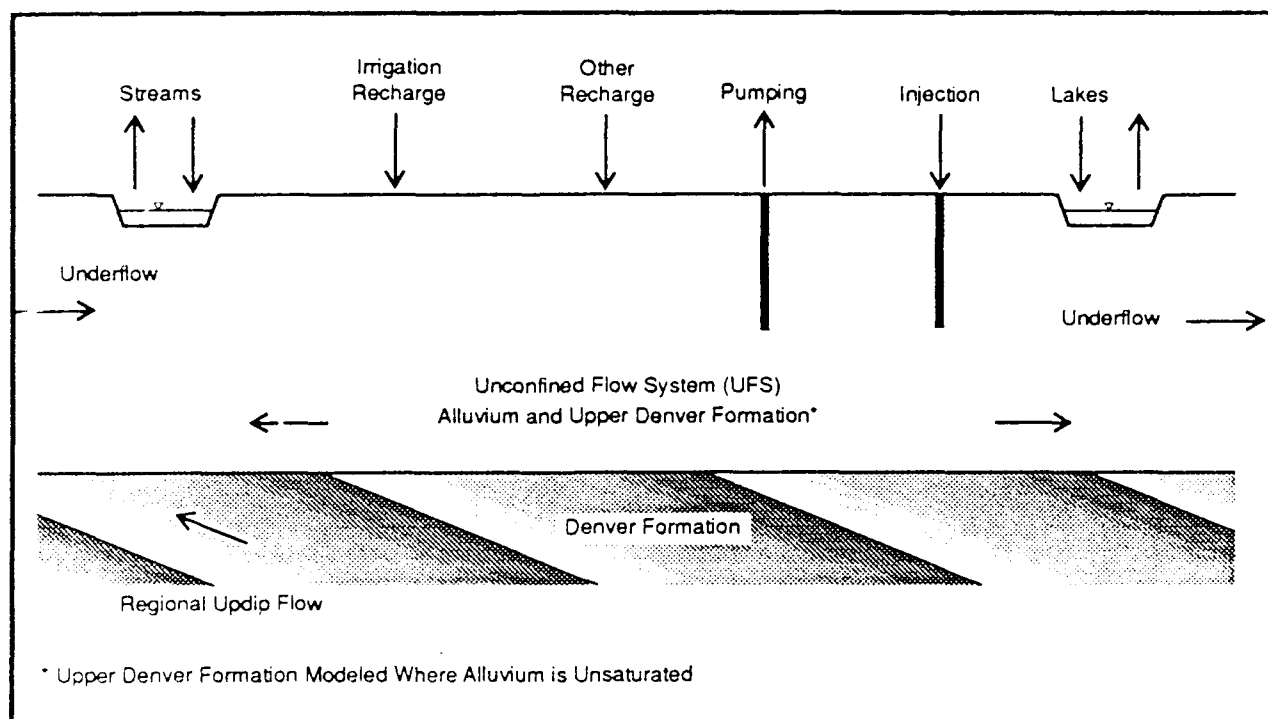 Streams
Irrigation
Recharge
Other
Recharge
Pumping
Injection
Lakes
Underflow
Underflow
Unconfined Flow System (UFS)
Alluvium and Upper Denver Formation*
Denver Formation
Regional Updip Flow
* Upper Denver Formation Modeled Where Alluvium is Unsaturated